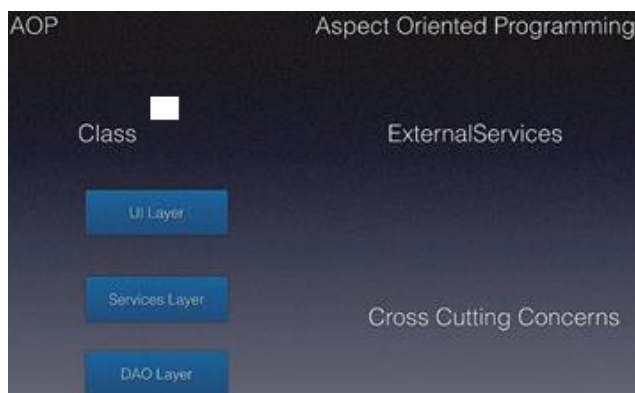 AOP
Aspect Oriented Programming
Class
ExternalServices
UI Layer
Services Layer
Cross Cutting Concerns
DAO Layer